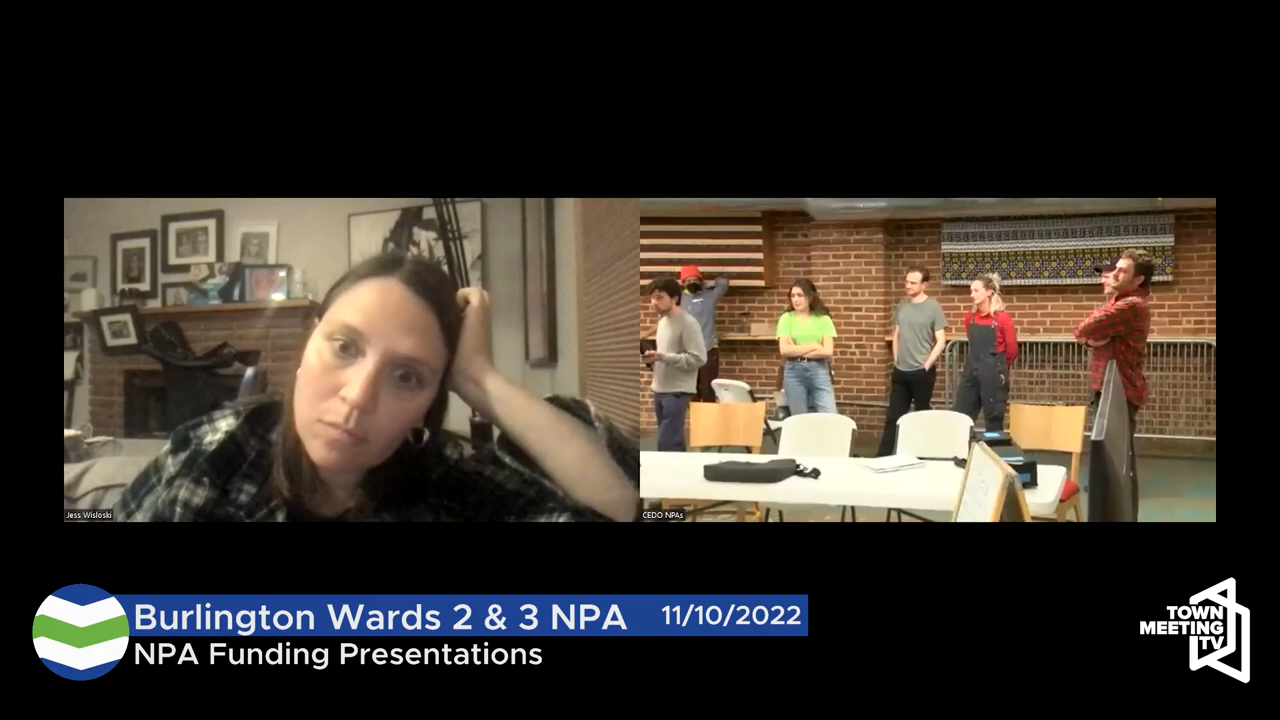 Jess Wisloski
CEDO NPAs
Burlington Wards 2 & 3 NPA 11/10/2022
NPA Funding Presentations
TOWN
MEETING
TV